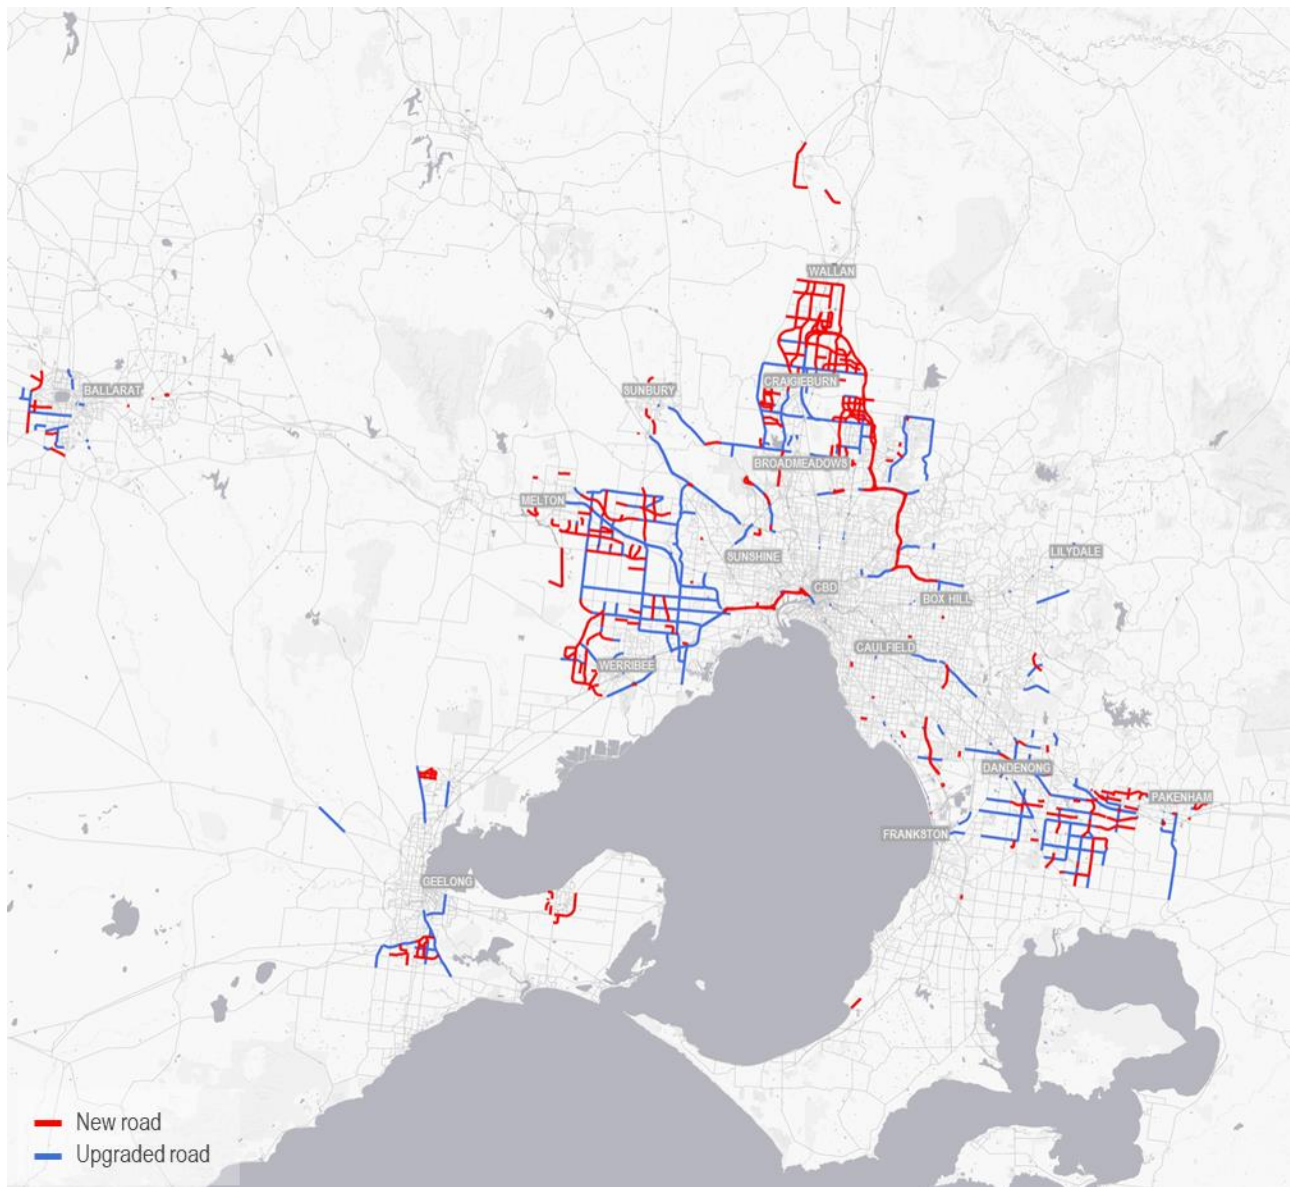 WALLAN
CRAIGIEBURN
BALLARAT
SUNBURY
BROADMEADOWS
MELTON
SUNSHINE
LILYDALE
CBD
BOX HILL
CAULFIELD
WERRIBEE
DANDENONG
PAKENHAM
FRANKSTON
GEELONG
New road
Upgraded road